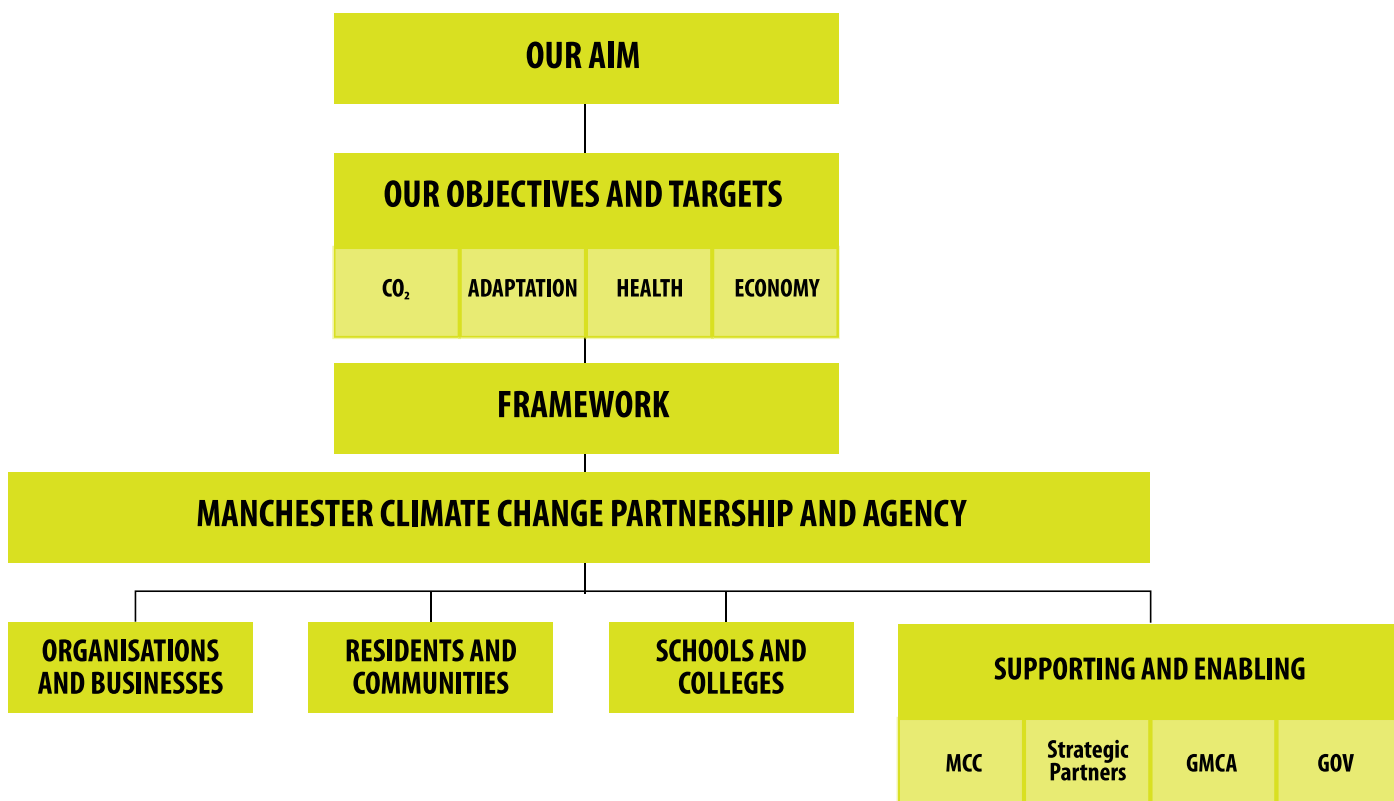 OUR AIM
OUR OBJECTIVES AND TARGETS
CO₂
ADAPTATION
HEALTH
ECONOMY
FRAMEWORK
MANCHESTER CLIMATE CHANGE PARTNERSHIP AND AGENCY
ORGANISATIONS
AND BUSINESSES
RESIDENTS AND
COMMUNITIES
SCHOOLS AND
COLLEGES
SUPPORTING AND ENABLING
MCC
Strategic
Partners
GMCA
GOV